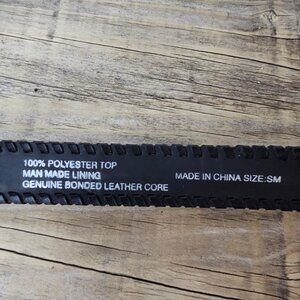 100% POLYESTER TOP
MAN MADE LINING
GENUINE BONDED LEATHER CORE
MADE IN CHINA SIZE:SM